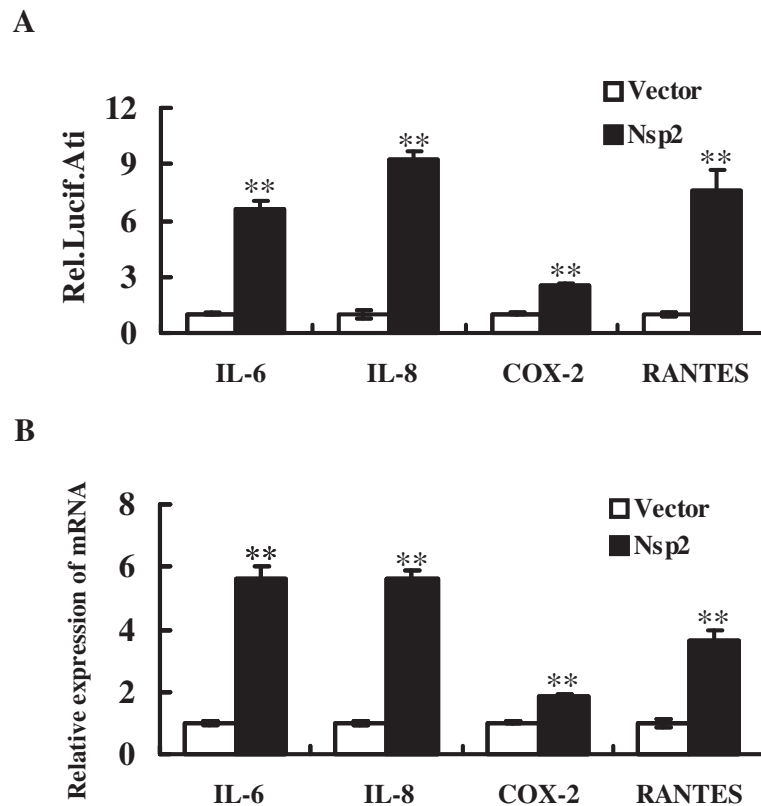 A
Rel.Lucif.Ati
12
9
6
3
0
Vector
Nsp2
**
**
**
**
IL-6 IL-8 COX-2 RANTES
B
Relative expression of mRNA
8
6
4
2
0
Vector
Nsp2
**
**
**
**
IL-6 IL-8 COX-2 RANTES